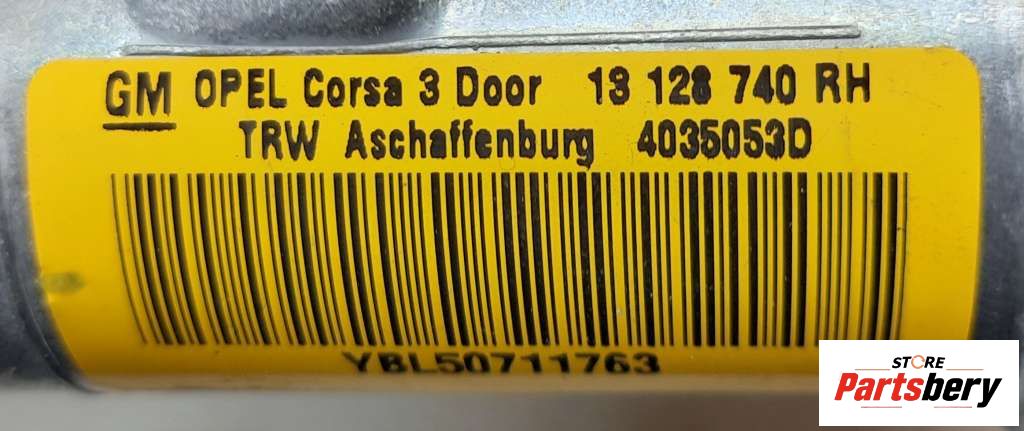 GM OPEL Corsa 3 Door 13 128 740 RH
TRW Aschaffenburg 4035053D
YBL50711763
STORE
Partsbery